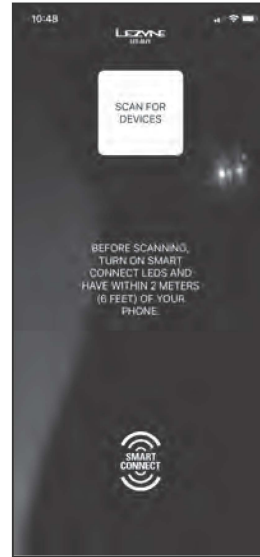 10:48
LEZYNE
SCAN FOR
DEVICES
BEFORE SCANNING,
TURN ON SMART
CONNECT LEDS AND
HAVE WITHIN 2 METERS
(6 FEET) OF YOUR
PHONE.
SMART
CONNECT